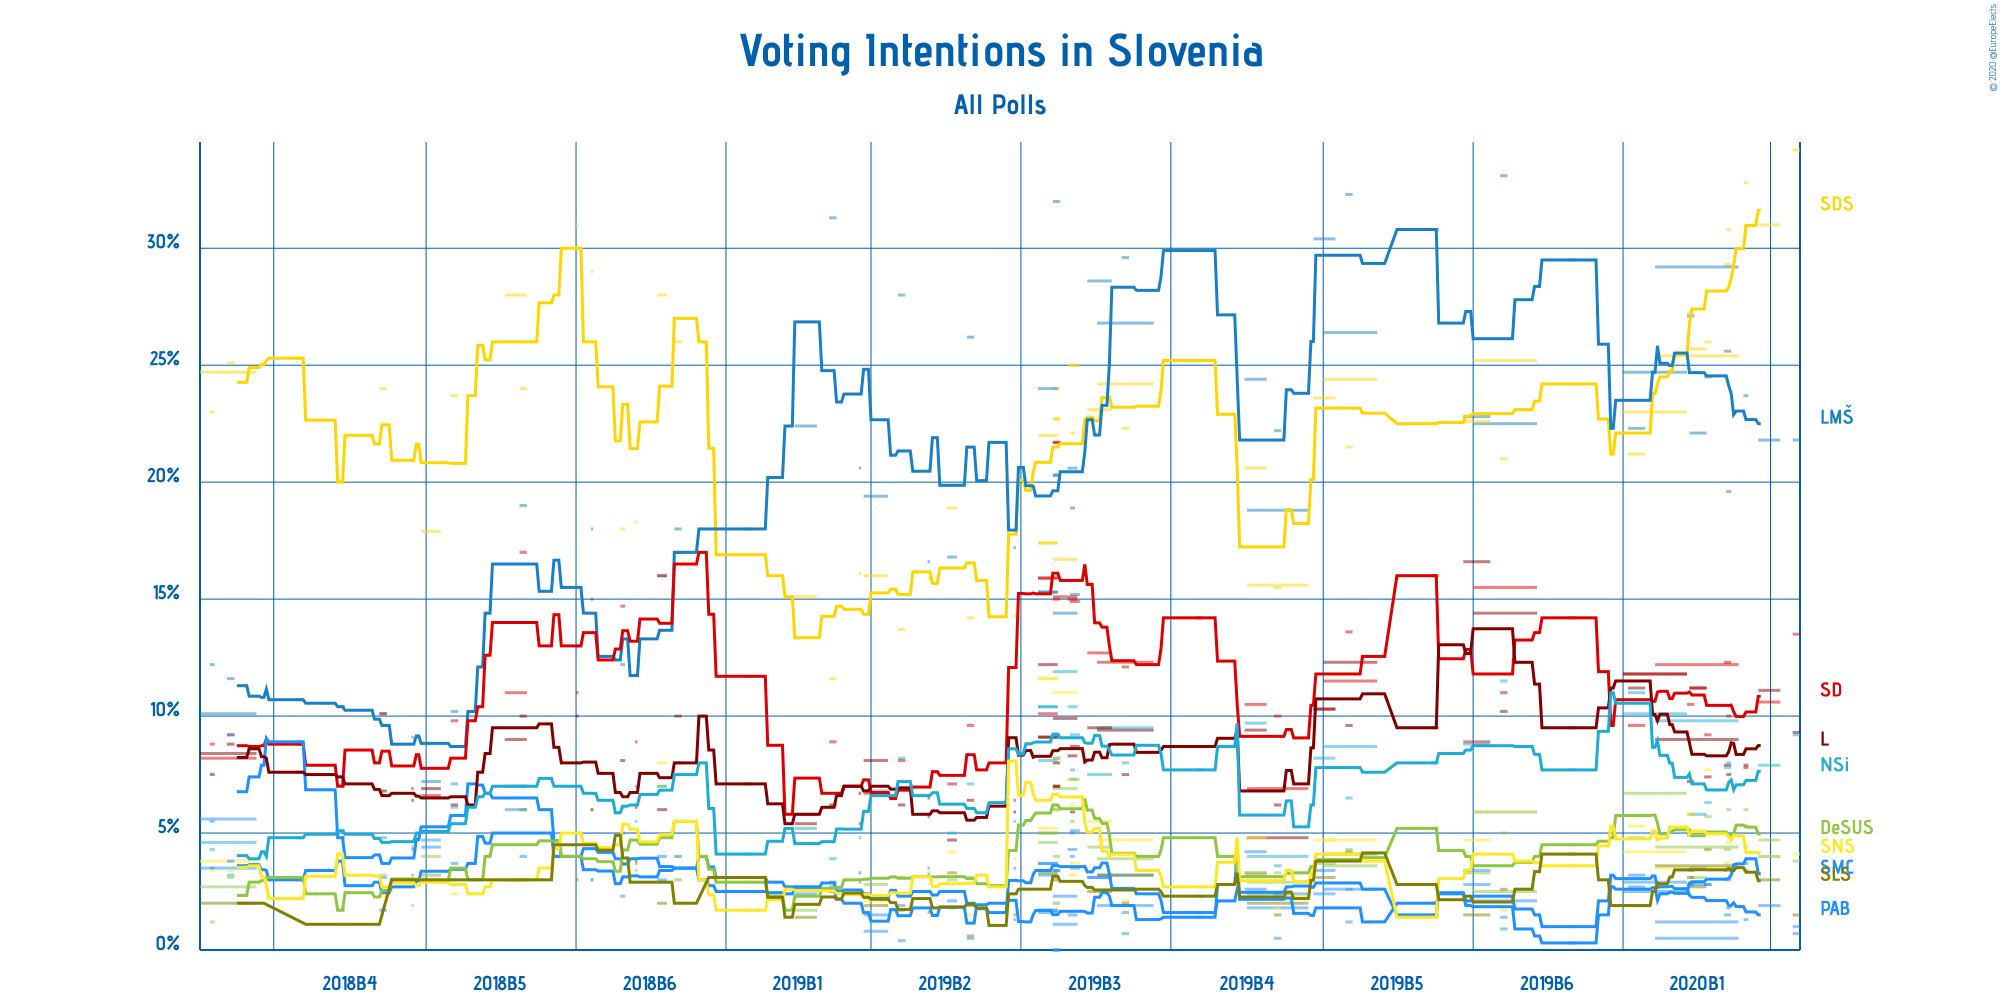 Voting Intentions in Slovenia
All Polls
© 2020 @EuropeElects
30%
25%
20%
15%
10%
5%
0%
SDS
LMŠ
SD
L
NSi
DeSUS
SNS
SMC
SLS
PAB
2018B4 2018B5 2018B6 2019B1 2019B2 2019B3 2019B4 2019B5 2019B6 2020B1